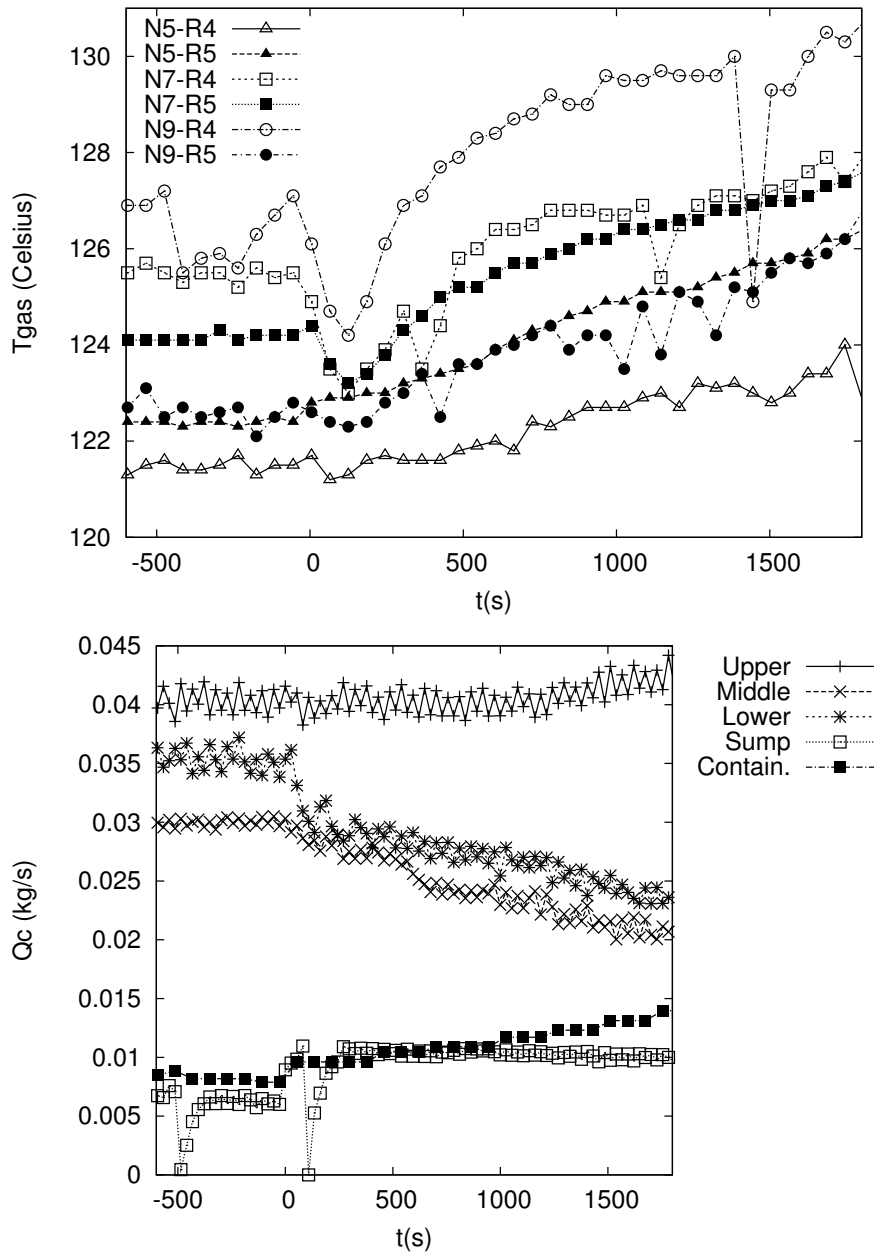 130
128
126
124
122
120
Tgas (Celsius)
N5-R4
N5-R5
N7-R4
N7-R5
N9-R4
N9-R5
-500
0
500
1000
1500
t(s)
0.045
0.04
0.035
0.03
0.025
0.02
0.015
0.01
0.005
0
Qc (kg/s)
Upper
Middle
Lower
Sump
Contain.
-500
0
500
1000
1500
t(s)